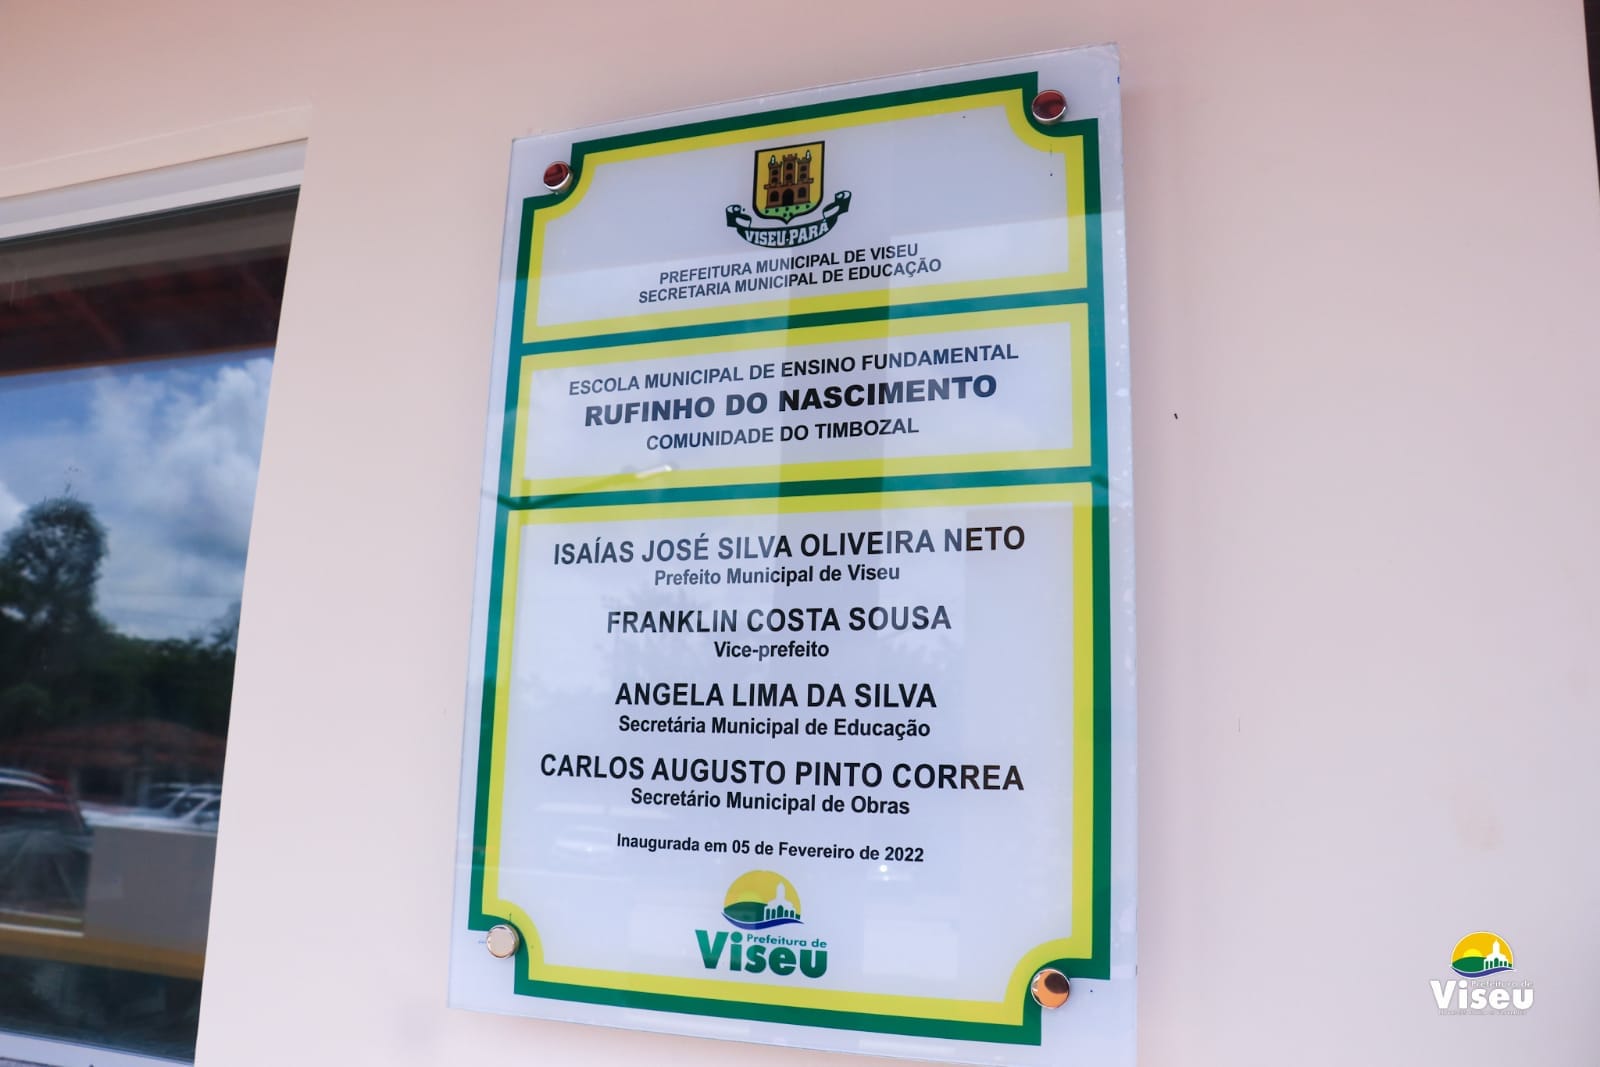 VISEU-PARÁ
PREFEITURA MUNICIPAL DE VISEU
SECRETARIA MUNICIPAL DE EDUCAÇÃO
ESCOLA MUNICIPAL DE ENSINO FUNDAMENTAL
RUFINHO DO NASCIMENTO
COMUNIDADE DO TIMBOZAL
ISAÍAS JOSÉ SILVA OLIVEIRA NETO
Prefeito Municipal de Viseu
FRANKLIN COSTA SOUSA
Vice-prefeito
ANGELA LIMA DA SILVA
Secretária Municipal de Educação
CARLOS AUGUSTO PINTO CORREA
Secretário Municipal de Obras
Inaugurada em 05 de Fevereiro de 2022
Prefeitura de
Viseu
Prefeitura de
Viseu